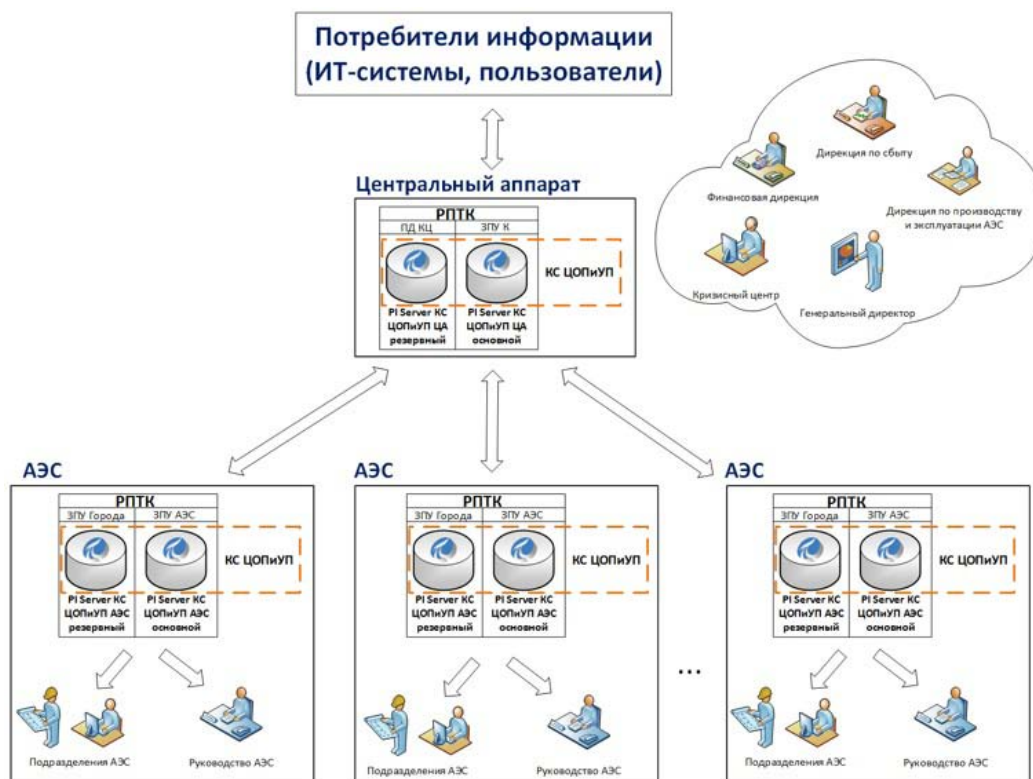 Потребители информации
(ИТ-системы, пользователи)
Дирекция по сбыту
Финансовая дирекция
Дирекция по производству
и эксплуатации АЭС
Кризисный центр
Генеральный директор
Центральный аппарат
РПТК
ПД КЦ
ЗПУ К
КС ЦОПиУП
PI Server КС
ЦОПиУП ЦА
резервный
PI Server КС
ЦОПиУП ЦА
основной
АЭС
РПТК
ЗПУ Города
ЗПУ АЭС
КС ЦОПиУП
PI Server КС
ЦОПиУП АЭС
резервный
PI Server КС
ЦОПиУП АЭС
основной
Подразделения АЭС
Руководство АЭС
АЭС
РПТК
ЗПУ Города
ЗПУ АЭС
КС ЦОПиУП
PI Server КС
ЦОПиУП АЭС
резервный
PI Server КС
ЦОПиУП АЭС
основной
Подразделения АЭС
Руководство АЭС
...
АЭС
РПТК
ЗПУ Города
ЗПУ АЭС
КС ЦОПиУП
PI Server КС
ЦОПиУП АЭС
резервный
PI Server КС
ЦОПиУП АЭС
основной
Подразделения АЭС
Руководство АЭС